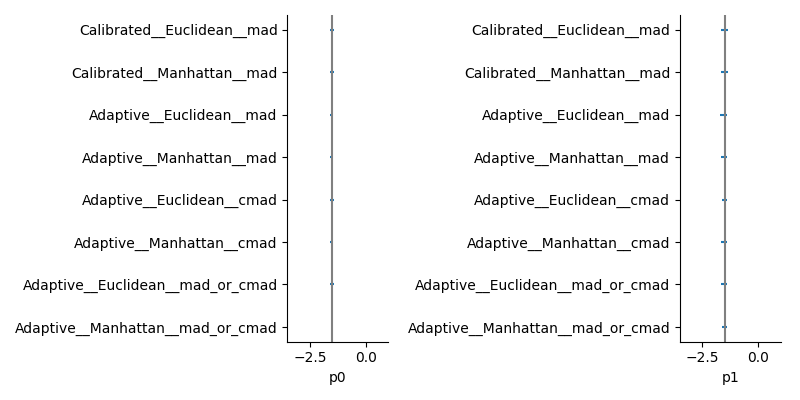 Calibrated__Euclidean__mad
Calibrated__Manhattan__mad
Adaptive__Euclidean__mad
Adaptive__Manhattan__mad
Adaptive__Euclidean__cmad
Adaptive__Manhattan__cmad
Adaptive__Euclidean__mad_or_cmad
Adaptive__Manhattan__mad_or_cmad
−2.5 0.0
p0
Calibrated__Euclidean__mad
Calibrated__Manhattan__mad
Adaptive__Euclidean__mad
Adaptive__Manhattan__mad
Adaptive__Euclidean__cmad
Adaptive__Manhattan__cmad
Adaptive__Euclidean__mad_or_cmad
Adaptive__Manhattan__mad_or_cmad
−2.5 0.0
p1